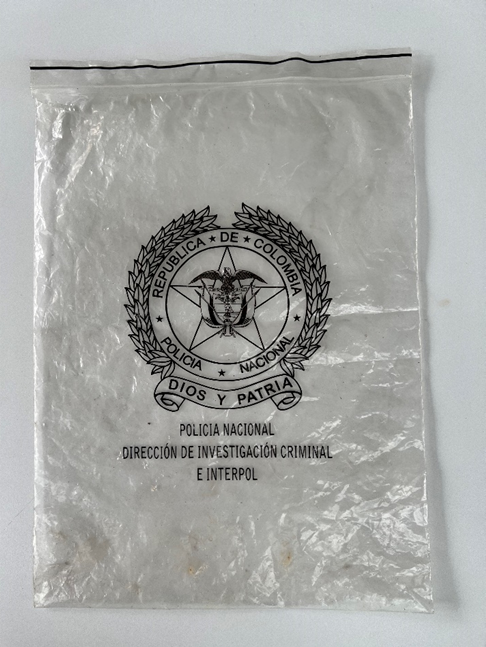 REPUBLICA ★ DE ★ COLOMBIA
POLICIA ★ NACIONAL
DIOS Y PATRIA
POLICIA NACIONAL
DIRECCIÓN DE INVESTIGACIÓN CRIMINAL
E INTERPOL